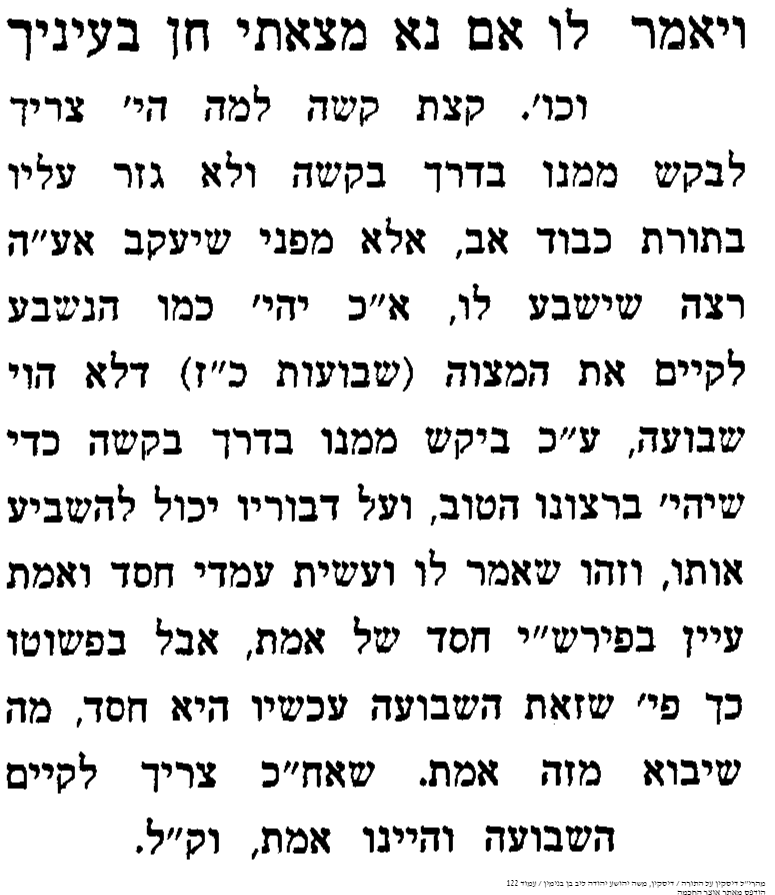 ויאמר לו אם נא מצאתי חן בעיניך
וכו׳. קצת קשה למה הי׳ צריך
לבקש ממנו בדרך בקשה ולא גזר עליו
בתורת כבוד אב, אלא מפני שיעקב אע״ה
רצה שישבע לו, א״כ יהי׳ כמו הנשבע
לקיים את המצוה (שבועות כ״ז) דלא הוי
שבועה, ע״כ ביקש ממנו בדרך בקשה כדי
שיהי׳ ברצונו הטוב, ועל דבוריו יכול להשביע
אותו, וזהו שאמר לו ועשית עמדי חסד ואמת
עיין בפירש״י חסד של אמת, אבל בפשוטו
כך פי׳ שזאת השבועה עכשיו היא חסד, מה
שיבוא מזה אמת. שאח״כ צריך לקיים
השבועה והיינו אמת, וק״ל.
מהרי״ל דיסקין על התורה / דיסקין, משה יהושע יהודה ליב בן בנימין / עמוד 122
הודפס מאתר אוצר החכמה